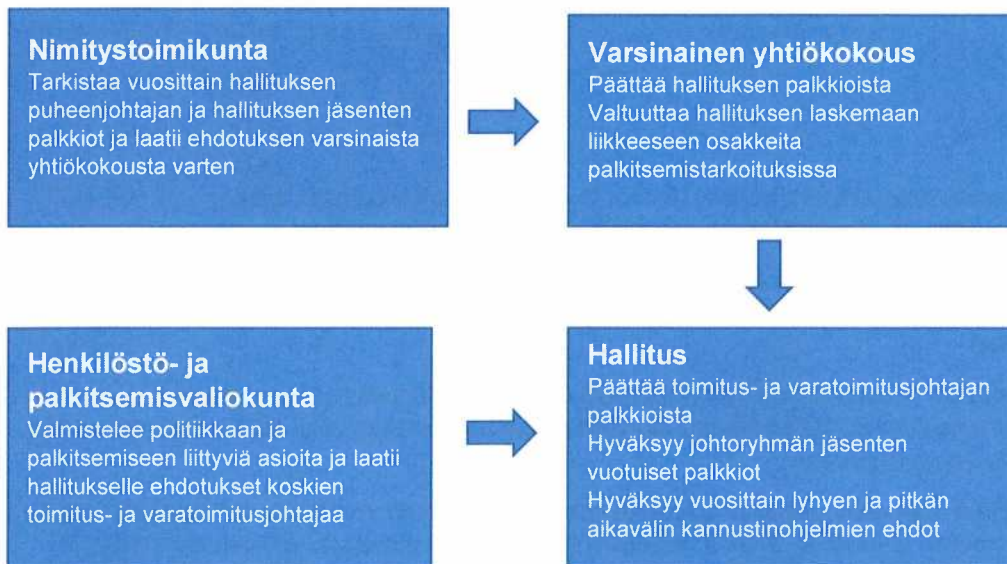 Nimitystoimikunta
Tarkistaa vuosittain hallituksen
puheenjohtajan ja hallituksen jäsenten
palkkiot ja laatii ehdotuksen varsinaista
yhtiökokousta varten
Varsinainen yhtiökokous
Päättää hallituksen palkkioista
Valtuuttaa hallituksen laskemaan
liikkeeseen osakkeita
palkitsemistarkoituksissa
Henkilöstö- ja
palkitsemisvaliokunta
Valmistelee politiikkaan ja
palkitsemiseen liittyviä asioita ja laatii
hallitukselle ehdotukset koskien
toimitus- ja varatoimitusjohtajaa
Hallitus
Päättää toimitus- ja varatoimitusjohtajan
palkkioista
Hyväksyy johtoryhmän jäsenten
vuotuiset palkkiot
Hyväksyy vuosittain lyhyen ja pitkän
aikavälin kannustinohjelmien ehdot